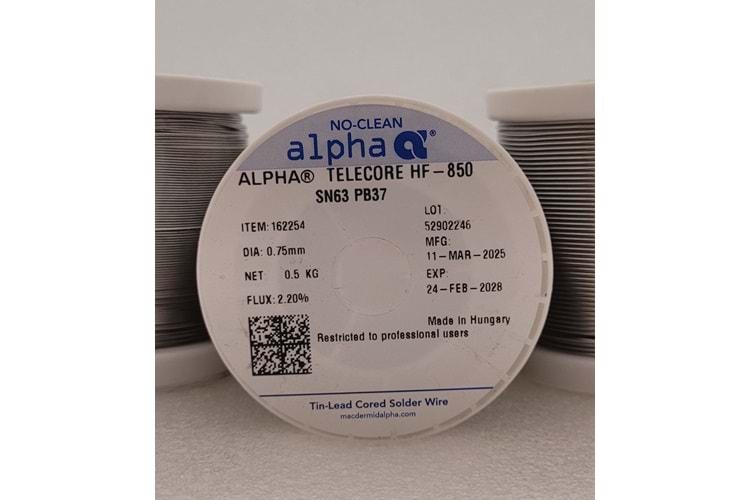 NO-CLEAN
alpha a®
ALPHA® TELECORE HF-850
SN63 PB37
ITEM: 162254
DIA: 0.75mm
NET: 0.5 KG
FLUX: 2.20%
LOT:
52902246
MFG:
11-MAR-2025
EXP:
24-FEB-2028
Made in Hungary
Restricted to professional users
Tin-Lead Cored Solder Wire
macdermidalpha.com